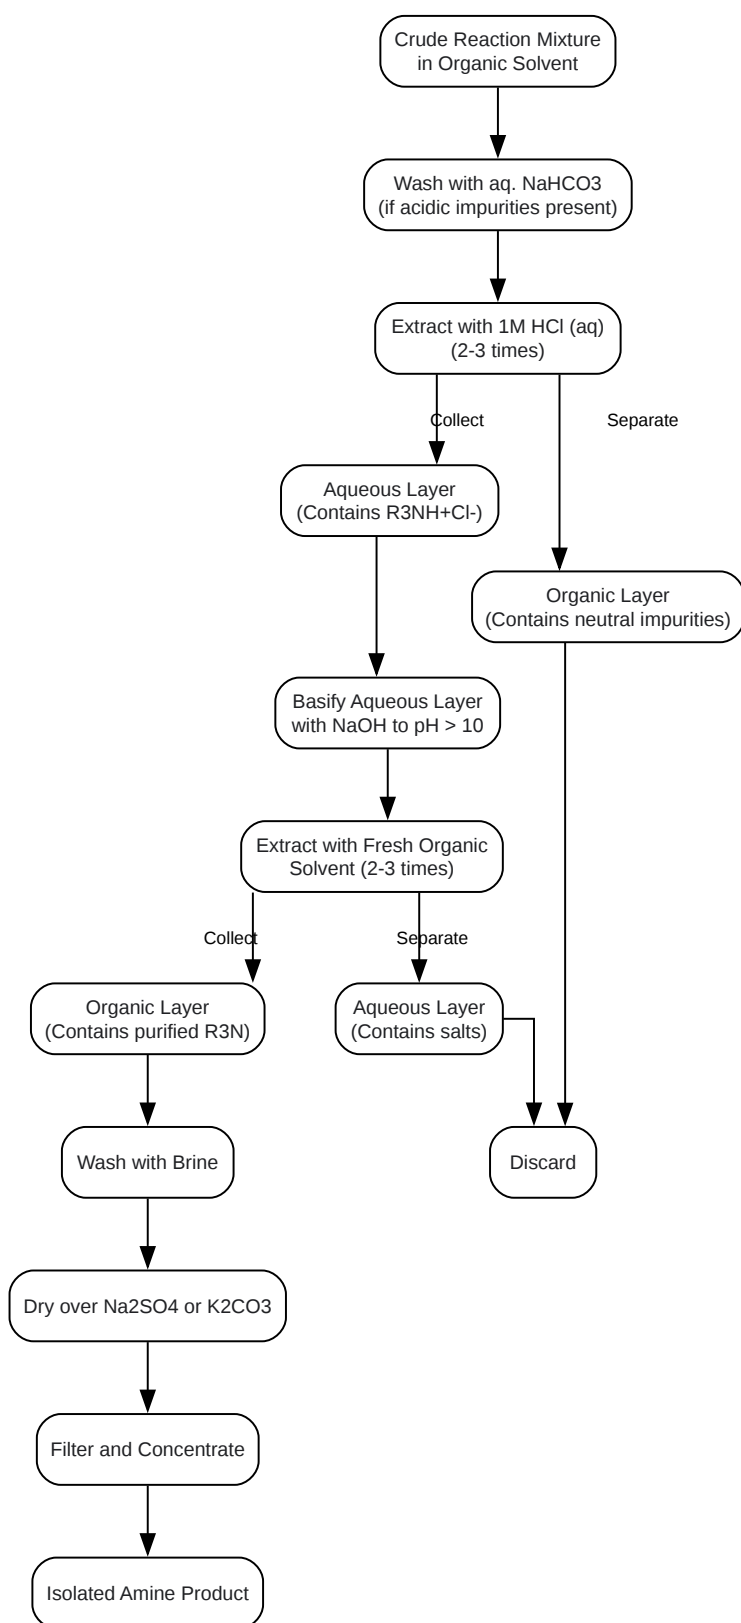 Crude Reaction Mixture
in Organic Solvent
Wash with aq. NaHCO3
(if acidic impurities present)
Extract with 1M HCl (aq)
(2-3 times)
Collect
Separate
Aqueous Layer
(Contains R3NH+Cl-)
Organic Layer
(Contains neutral impurities)
Basify Aqueous Layer
with NaOH to pH > 10
Extract with Fresh Organic
Solvent (2-3 times)
Collect
Separate
Organic Layer
(Contains purified R3N)
Aqueous Layer
(Contains salts)
Wash with Brine
Discard
Dry over Na2SO4 or K2CO3
Filter and Concentrate
Isolated Amine Product